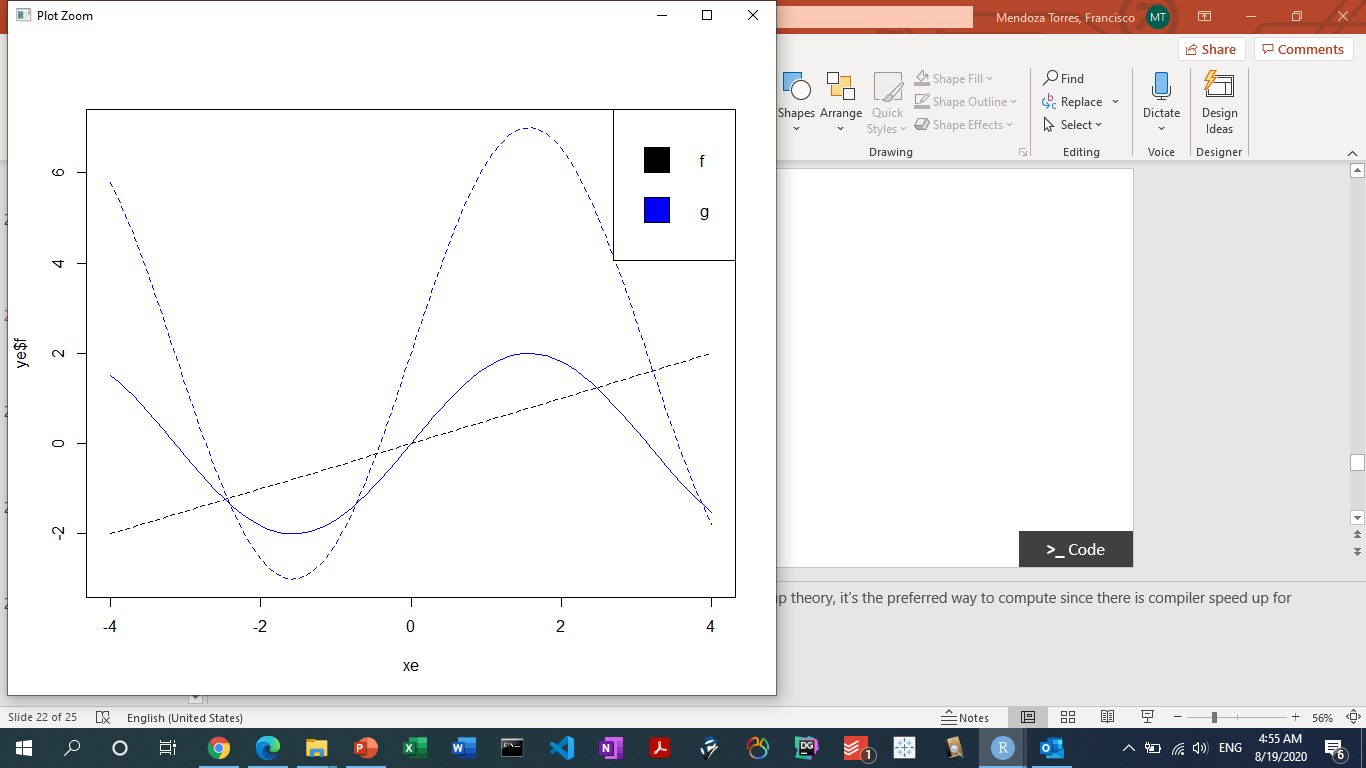 Plot Zoom
Mendoza Torres, Francisco MT
Share Comments
Shapes Arrange Quick Styles
Shape Fill
Shape Outline
Shape Effects
Find
Replace
Select
Dictate
Design Ideas
Drawing Editing Voice Designer
f
g
6
4
2
0
-2
ye$f
-4 -2 0 2 4
xe
>_ Code
p theory, it’s the preferred way to compute since there is compiler speed up for
Slide 22 of 25 English (United States) Notes 56%
1
R
ENG
4:55 AM
8/19/2020
6